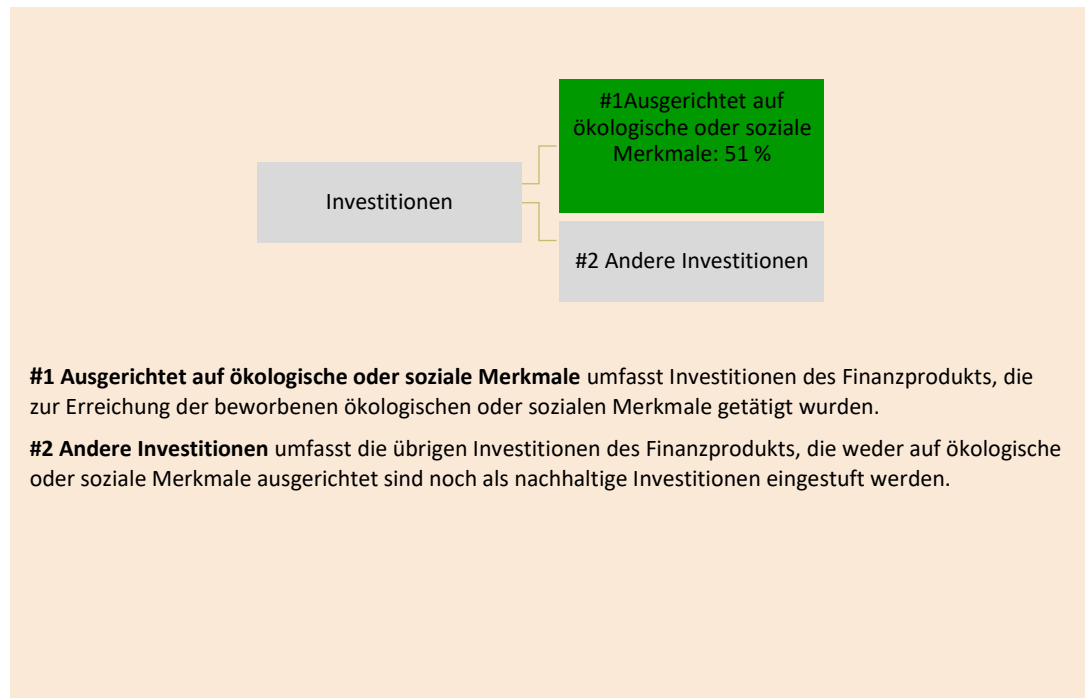 #1Ausgerichtet auf
ökologische oder soziale
Merkmale: 51 %
Investitionen
#2 Andere Investitionen
#1 Ausgerichtet auf ökologische oder soziale Merkmale umfasst Investitionen des Finanzprodukts, die
zur Erreichung der beworbenen ökologischen oder sozialen Merkmale getätigt wurden.
#2 Andere Investitionen umfasst die übrigen Investitionen des Finanzprodukts, die weder auf ökologische
oder soziale Merkmale ausgerichtet sind noch als nachhaltige Investitionen eingestuft werden.